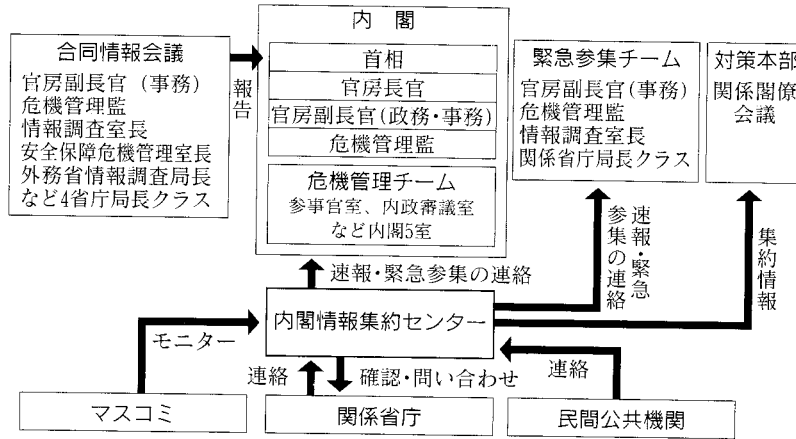 合同情報会議
官房副長官(事務)
危機管理監
情報調査室長
安全保障危機管理室長
外務省情報調査局長
など4省庁局長クラス
報告
内閣
首相
官房長官
官房副長官(政務・事務)
危機管理監
危機管理チーム
参事官室、内政審議室
など内閣5室
緊急参集チーム
官房副長官(事務)
危機管理監
情報調査室長
関係省庁局長クラス
対策本部
関係閣僚
会議
速報・緊急参集の連絡
速報・緊急
参集の連絡
集約情報
内閣情報集約センター
モニター
連絡
確認・問い合わせ
連絡
マスコミ
関係省庁
民間公共機関